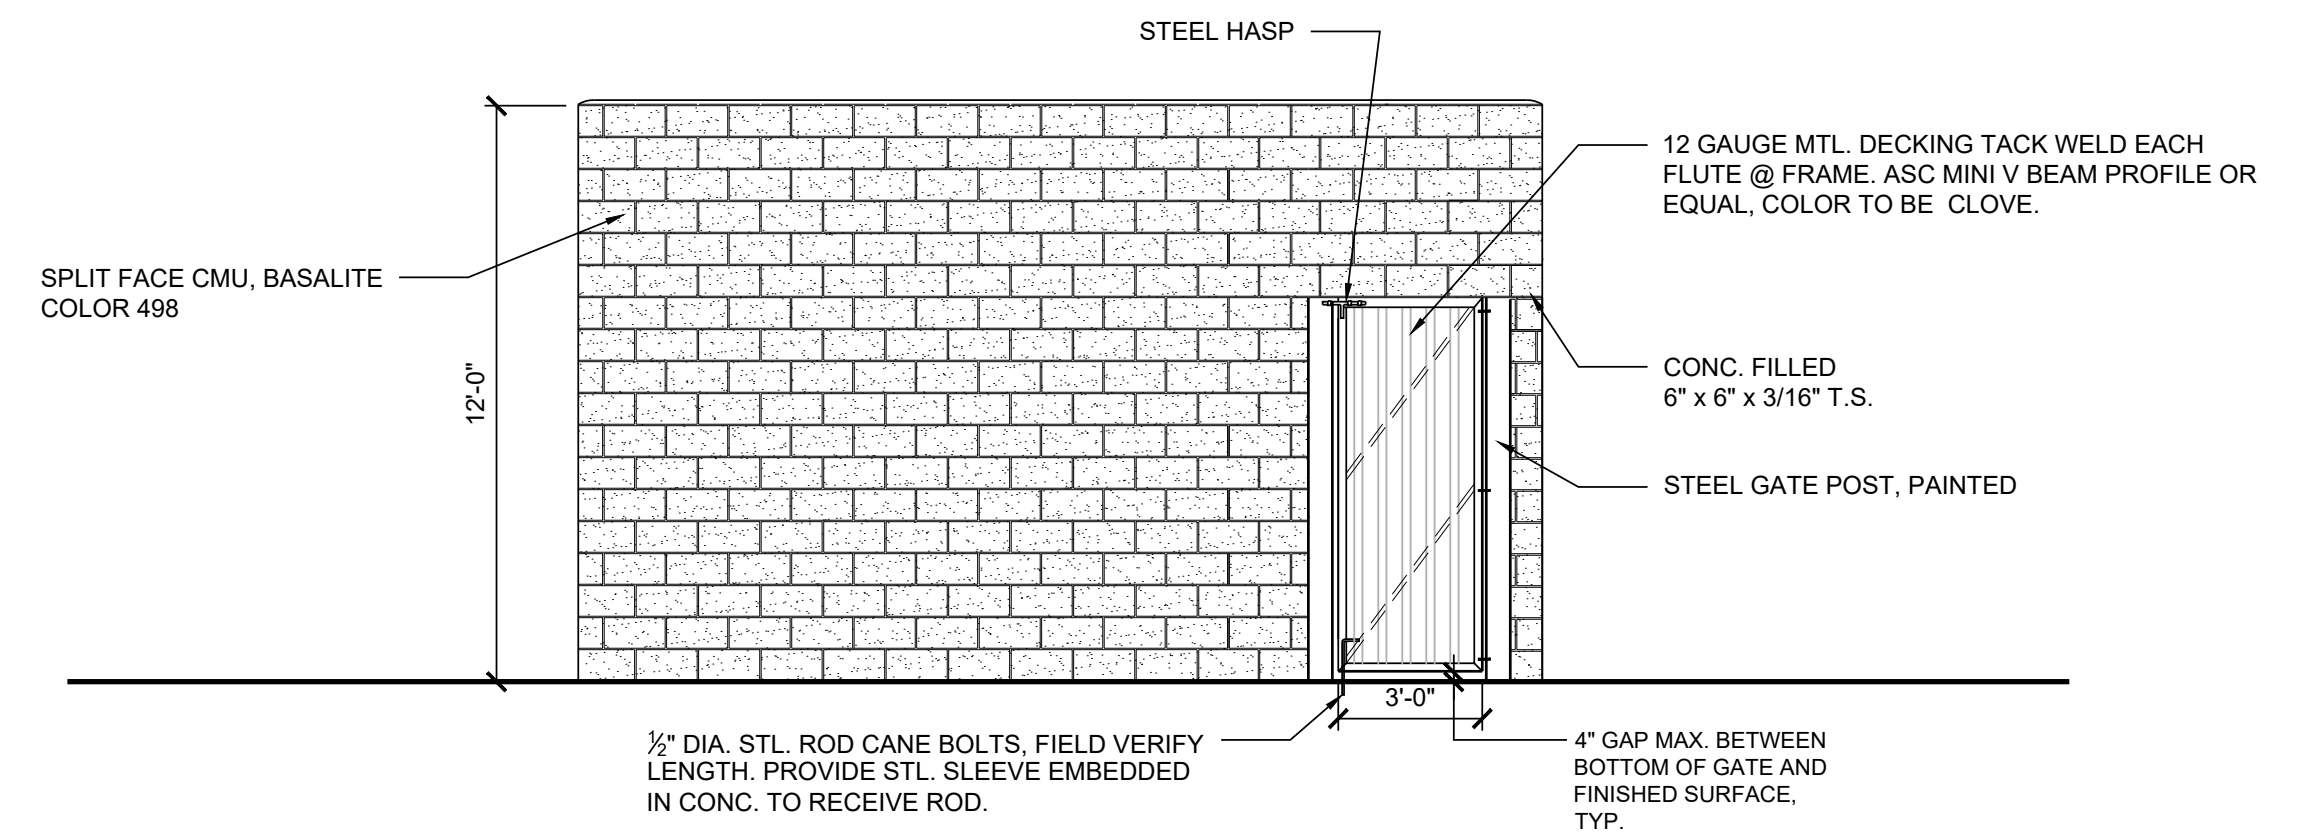 STEEL HASP
12 GAUGE MTL. DECKING TACK WELD EACH
FLUTE @ FRAME. ASC MINI V BEAM PROFILE OR
EQUAL, COLOR TO BE CLOVE.
SPLIT FACE CMU, BASALITE
COLOR 498
12'-0"
CONC. FILLED
6" x 6" x 3/16" T.S.
STEEL GATE POST, PAINTED
3'-0"
½" DIA. STL. ROD CANE BOLTS, FIELD VERIFY
LENGTH. PROVIDE STL. SLEEVE EMBEDDED
IN CONC. TO RECEIVE ROD.
4" GAP MAX. BETWEEN
BOTTOM OF GATE AND
FINISHED SURFACE,
TYP.